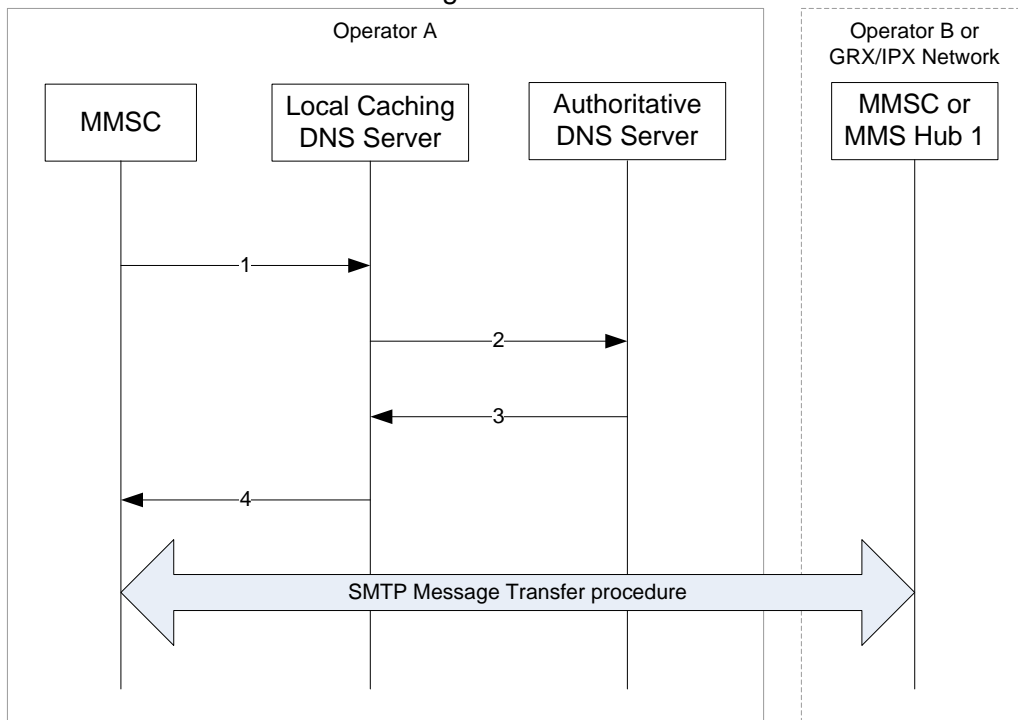 Operator A
Operator B or
GRX/IPX Network
MMSC
Local Caching
DNS Server
Authoritative
DNS Server
MMSC or
MMS Hub 1
1
2
3
4
SMTP Message Transfer procedure